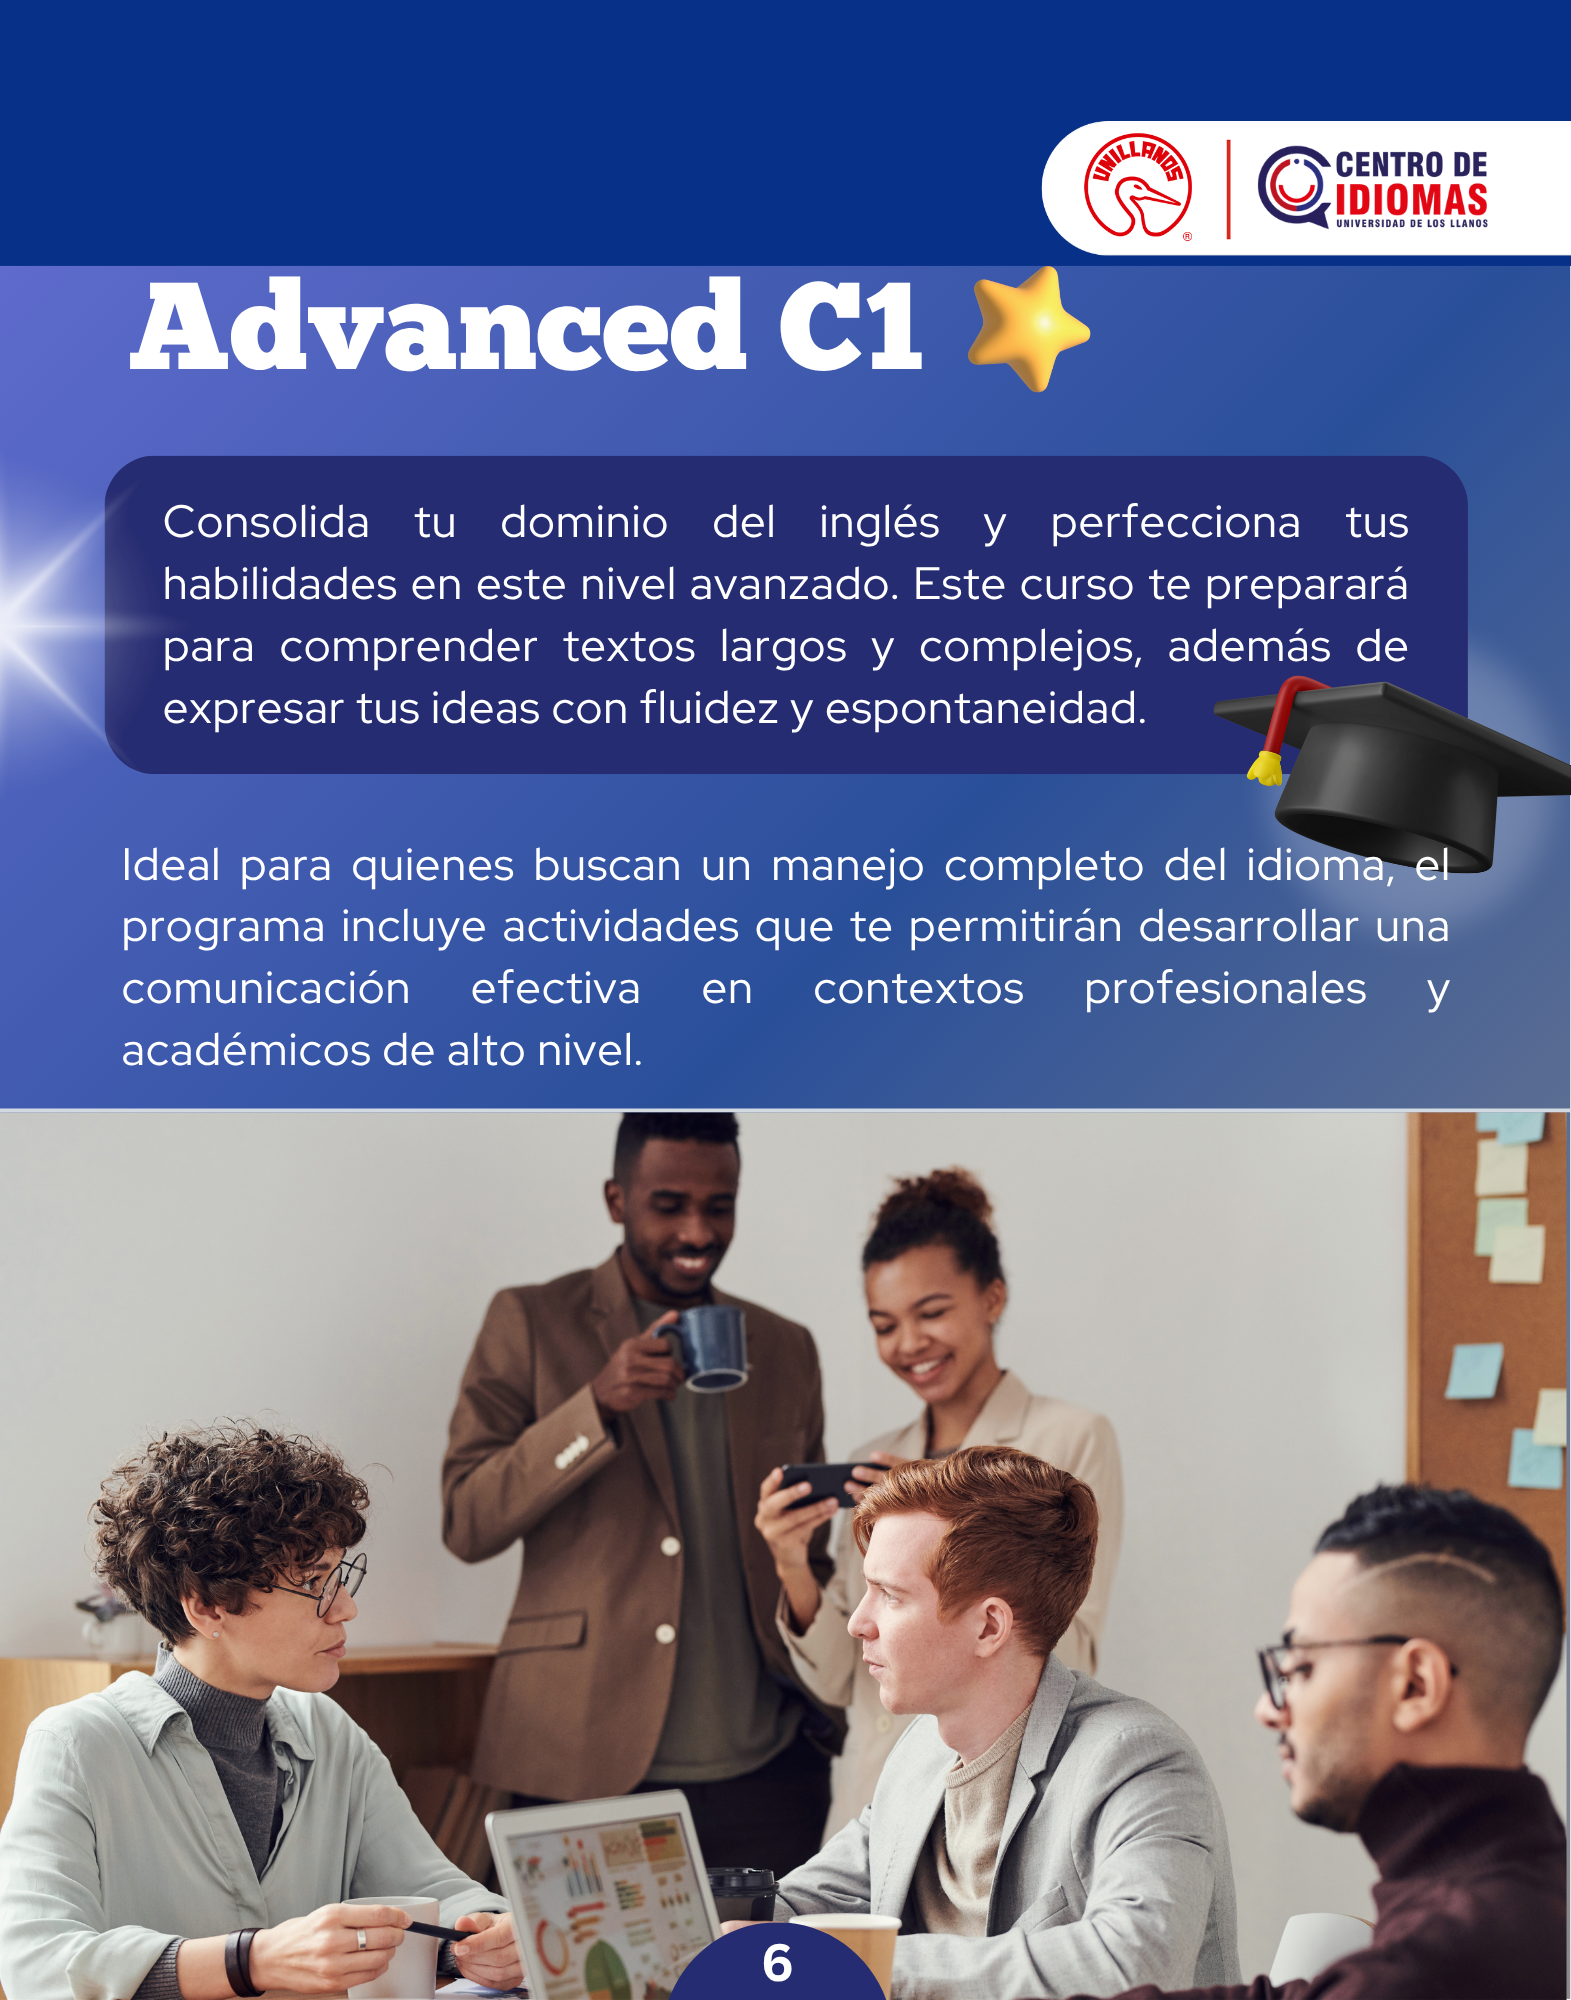 UNILLANOS
®
CENTRO DE
IDIOMAS
UNIVERSIDAD DE LOS LLANOS
Advanced C1
Consolida tu dominio del inglés y perfecciona tus
habilidades en este nivel avanzado. Este curso te preparará
para comprender textos largos y complejos, además de
expresar tus ideas con fluidez y espontaneidad.
Ideal para quienes buscan un manejo completo del idioma, el
programa incluye actividades que te permitirán desarrollar una
comunicación efectiva en contextos profesionales y
académicos de alto nivel.
6